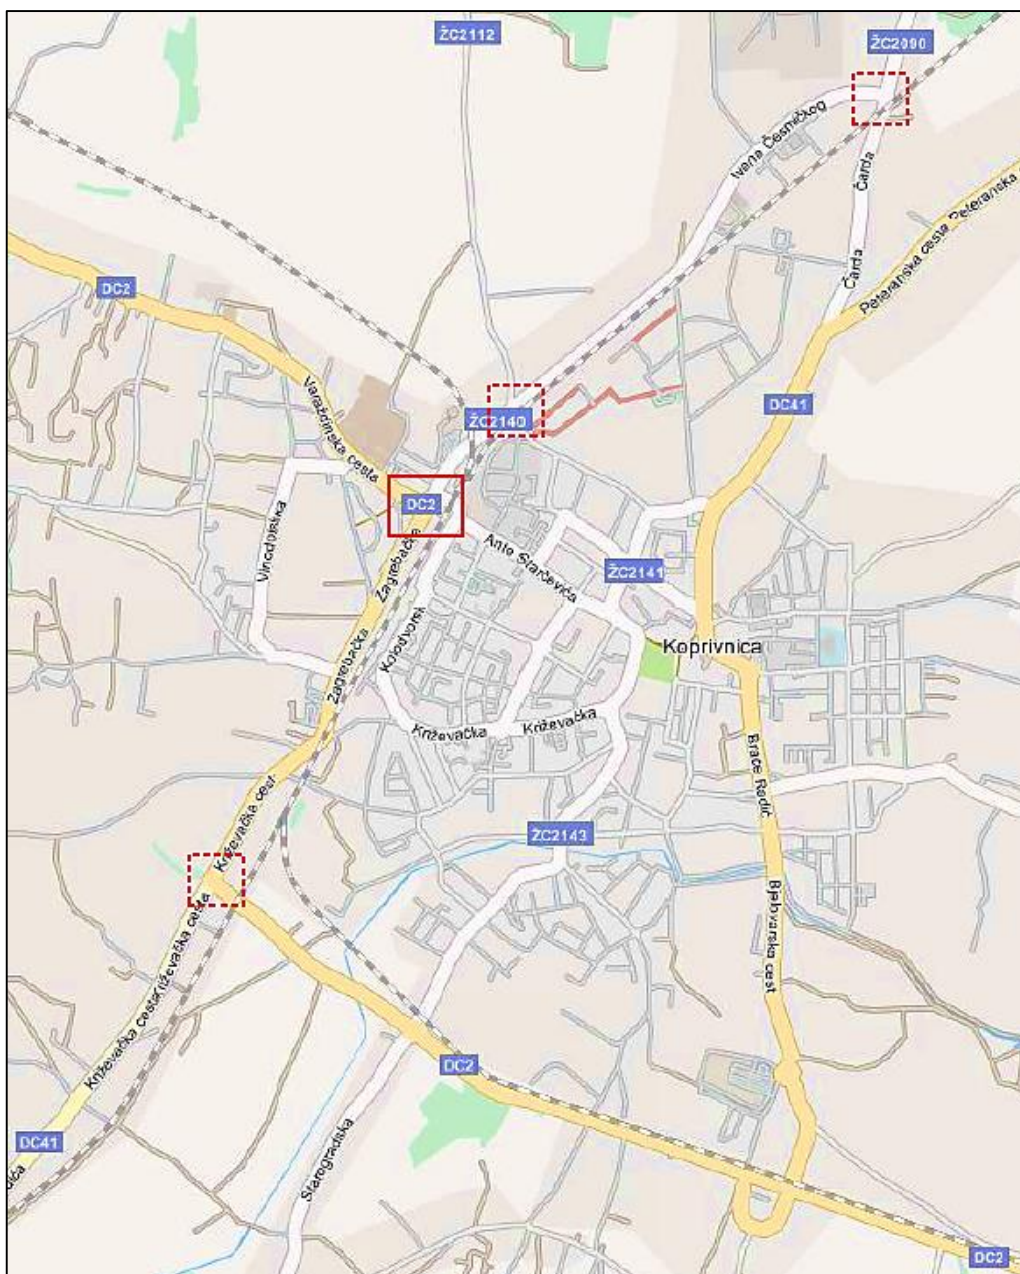 ŽC2112
ŽC2090
Ivana Česmičkog
Čarda
Peteranska
Peteranska cesta
Čarda
DC2
Varaždinska cesta
DC41
ŽC2140
DC2
Vinodolska
Zagrebačka
Ante Starčevića
ŽC2141
Kolodvorska
Koprivnica
Zagrebačka
Križevačka
Križevačka
Braće Radić
Križevačka cest
ŽC2143
Bjelovarska cest
Križevačka cesta
Križevačka cesta
DC2
DC41
Starogradska
DC2